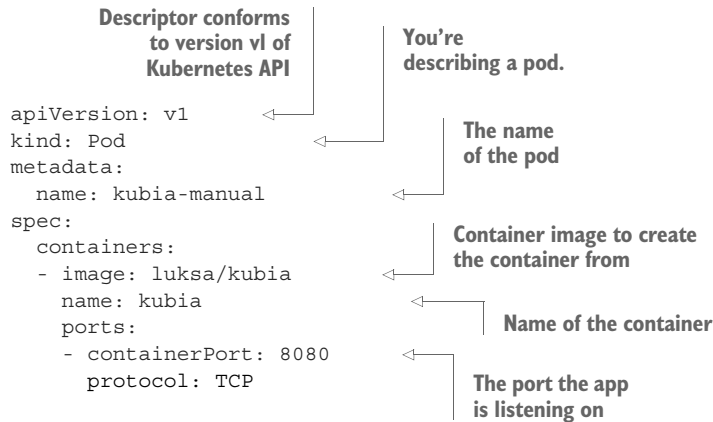 Descriptor conforms
to version vl of
Kubernetes API
You're
describing a pod.
apiVersion: v1
kind: Pod
The name
of the pod
metadata:
  name: kubia-manual
spec:
  containers:
Container image to create
the container from
  - image: luksa/kubia
    name: kubia
Name of the container
    ports:
    - containerPort: 8080
      protocol: TCP
The port the app
is listening on